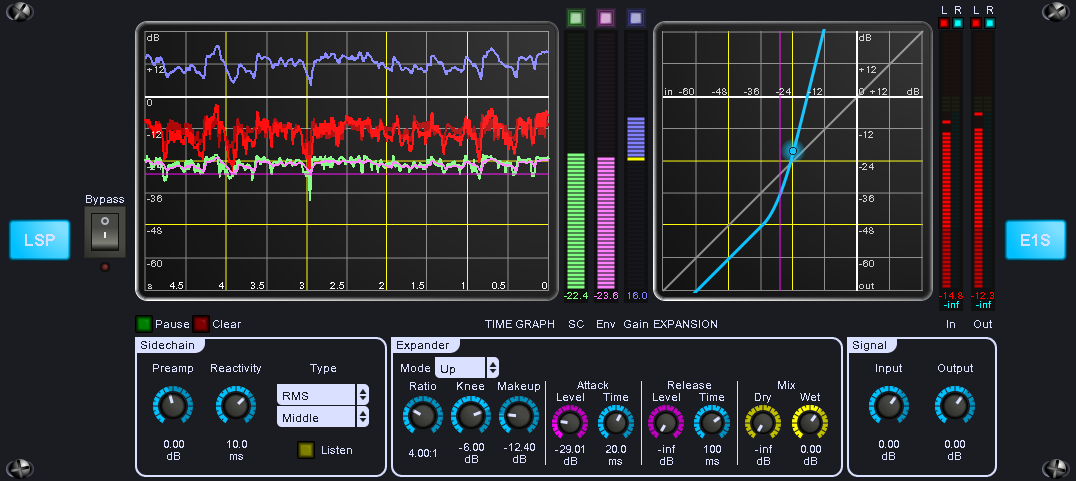 L R L R
dB
+12
0
-12
-24
-36
-48
-60
s 4.5 4 3.5 3 2.5 2 1.5 1 0.5 0
-22.4 -23.6 16.0
dB
+12
in -60 -48 -36 -24 -12 0 +12 dB
-12
-24
-36
-48
-60
out
-14.8 -12.3
-inf -inf
Bypass
LSP
E1S
Pause Clear TIME GRAPH SC Env Gain EXPANSION In Out
Sidechain
Preamp Reactivity Type
RMS
Middle
Listen
0.00 10.0
dB ms
Expander
Mode Up
Ratio Knee Makeup Attack Release Mix
Level Time Level Time Dry Wet
4.00:1 -6.00 -12.40 -29.01 20.0 -inf 100 -inf 0.00
dB dB dB ms dB ms dB dB
Signal
Input Output
0.00 0.00
dB dB